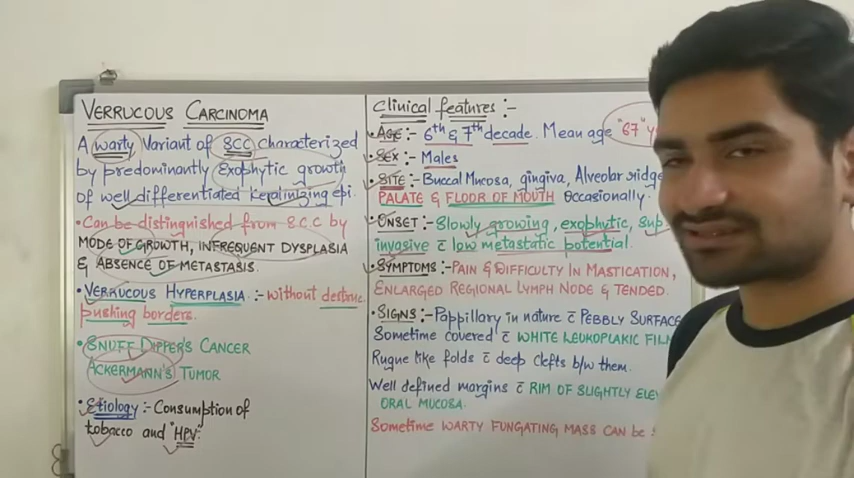 VERRUCOUS CARCINOMA
A warty Variant of SCC characterized
by predominantly exophytic growth
of well differentiated keralinizing epi.
• Can be distinguished from S.C.C by
MODE OF GROWTH, INFREQUENT DYSPLASIA
& ABSENCE OF METASTASIS.
• VERRUCOUS HYPERPLASIA :- without destruc
pushing borders.
• SNUFF DIPPER'S CANCER
ACKERMANN'S TUMOR
• Etiology :- Consumption of
tobacco and "HPV".
Clinical features :-
• AGE :- 6th & 7th decade. Mean age "67" y
• SEX :- Males
• SITE :- Buccal Mucosa, gingiva, Alveolar ridge
PALATE & FLOOR OF MOUTH Occasionally.
• ONSET :- Slowly growing, exophytic, Sup
invasive c̄ low metastatic potential.
• SYMPTOMS :- PAIN & DIFFICULTY IN MASTICATION,
ENLARGED REGIONAL LYMPH NODE & TENDED.
• SIGNS :- Pappillary in nature c̄ PEBBLY SURFACE
Sometime covered c̄ WHITE LEUKOPLAKIC FILM
Rugue like folds c̄ deep clefts b/w them.
Well defined margins c̄ RIM OF SLIGHTLY ELE
ORAL MUCOSA.
Sometime WARTY FUNGATING MASS CAN be